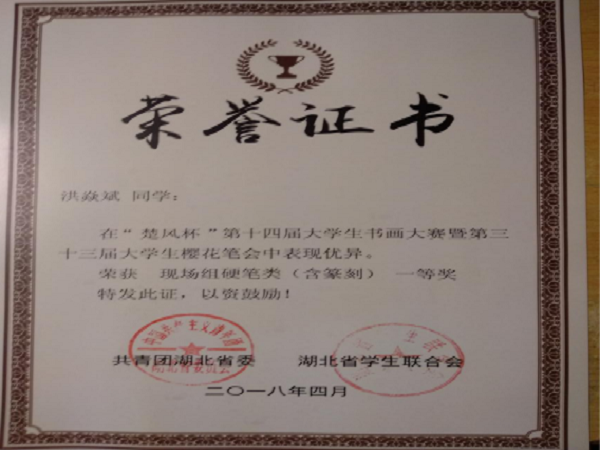 荣誉证书
洪焱斌 同学：
在“楚风杯”第十四届大学生书画大赛暨第三
十三届大学生樱花笔会中表现优异。
荣获 现场组硬笔类（含篆刻） 一等奖
特发此证，以资鼓励！
共青团湖北省委 湖北省学生联合会
二〇一八年四月